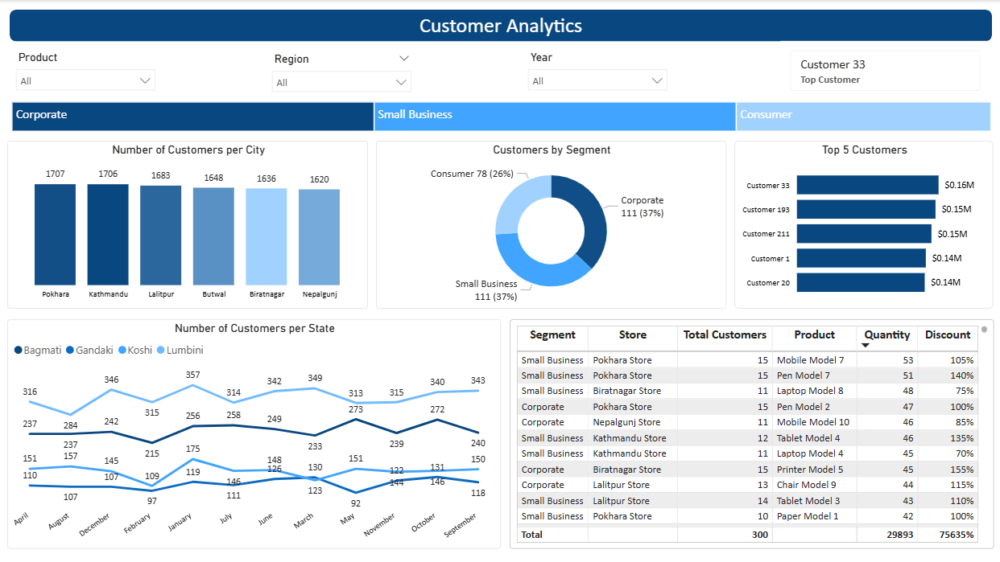 Customer Analytics
Product
All
Region
All
Year
All
Customer 33
Top Customer
Corporate
Small Business
Consumer
Number of Customers per City
1707 1706 1683 1648 1636 1620
Pokhara Kathmandu Lalitpur Butwal Biratnagar Nepalgunj
Customers by Segment
Consumer 78 (26%)
Corporate
111 (37%)
Small Business
111 (37%)
Top 5 Customers
Customer 33 $0.16M
Customer 193 $0.15M
Customer 211 $0.15M
Customer 1 $0.14M
Customer 20 $0.14M
Number of Customers per State
Bagmati Gandaki Koshi Lumbini
316 284 346 315 357 314 342 349 313 315 340 343
237 237 242 215 256 258 249 233 273 239 272 240
151 157 145 109 175 146 148 123 151 144 146 150
110 107 107 97 119 111 126 130 92 122 131 118
April August December February January July June March May November October September
Segment Store Total Customers Product Quantity Discount
Small Business Pokhara Store 15 Mobile Model 7 53 105%
Small Business Pokhara Store 15 Pen Model 7 51 140%
Small Business Biratnagar Store 11 Laptop Model 8 48 75%
Corporate Pokhara Store 15 Pen Model 2 47 100%
Corporate Nepalgunj Store 11 Mobile Model 10 46 85%
Small Business Kathmandu Store 12 Tablet Model 4 46 135%
Small Business Kathmandu Store 11 Laptop Model 4 45 70%
Corporate Biratnagar Store 15 Printer Model 5 45 155%
Corporate Lalitpur Store 13 Chair Model 9 44 115%
Small Business Lalitpur Store 14 Tablet Model 3 43 110%
Small Business Pokhara Store 10 Paper Model 1 42 100%
Total 300 29893 75635%